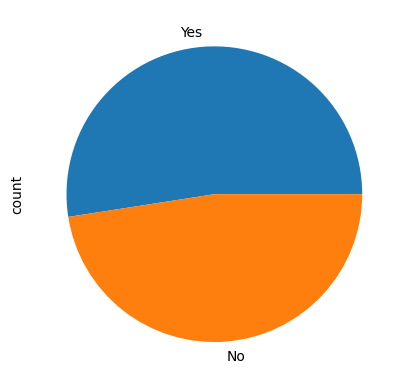 Yes
count
No